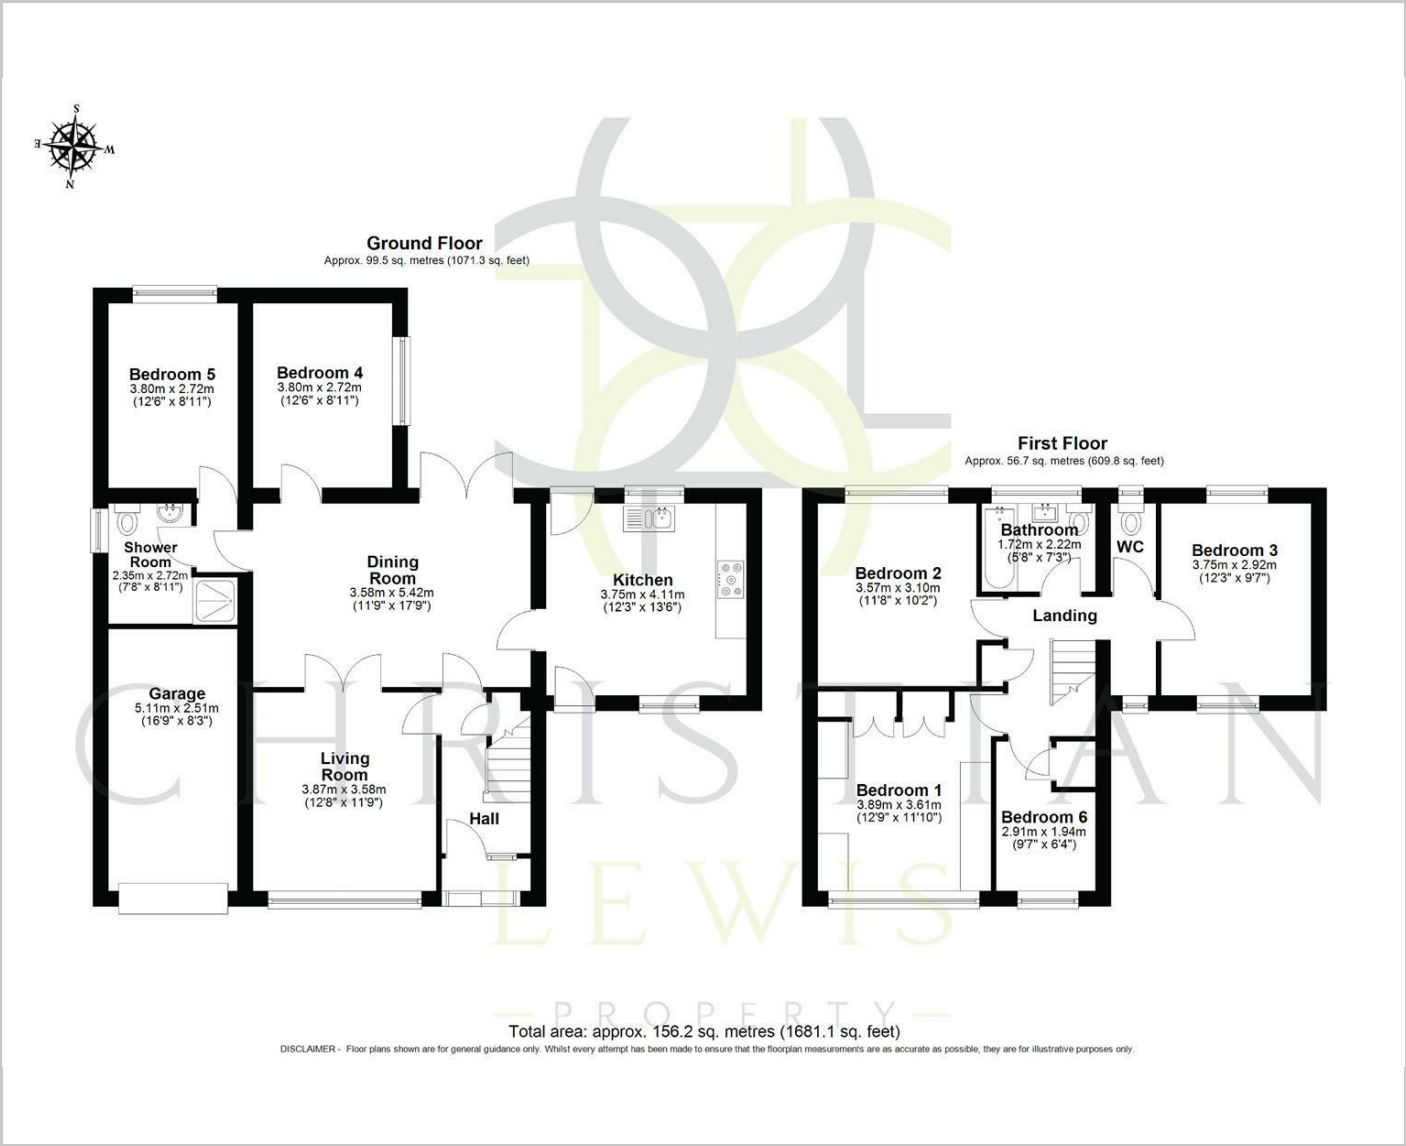 S
E
W
N
Ground Floor
Approx. 99.5 sq. metres (1071.3 sq. feet)
Bedroom 5
3.80m x 2.72m
(12'6" x 8'11")
Bedroom 4
3.80m x 2.72m
(12'6" x 8'11")
First Floor
Approx. 56.7 sq. metres (609.8 sq. feet)
Shower
Room
2.35m x 2.72m
(7'8" x 8'11")
Dining
Room
3.58m x 5.42m
(11'9" x 17'9")
Kitchen
3.75m x 4.11m
(12'3" x 13'6")
Bedroom 2
3.57m x 3.10m
(11'8" x 10'2")
Bathroom
1.72m x 2.22m
(5'8" x 7'3")
WC
Bedroom 3
3.75m x 2.92m
(12'3" x 9'7")
Landing
Garage
5.11m x 2.51m
(16'9" x 8'3")
Living
Room
3.87m x 3.58m
(12'8" x 11'9")
Hall
Bedroom 1
3.89m x 3.61m
(12'9" x 11'10")
Bedroom 6
2.91m x 1.94m
(9'7" x 6'4")
CHRISTIAN
LEWIS
PROPERTY
Total area: approx. 156.2 sq. metres (1681.1 sq. feet)
DISCLAIMER - Floor plans shown are for general guidance only. Whilst every attempt has been made to ensure that the floorplan measurements are as accurate as possible, they are for illustrative purposes only.